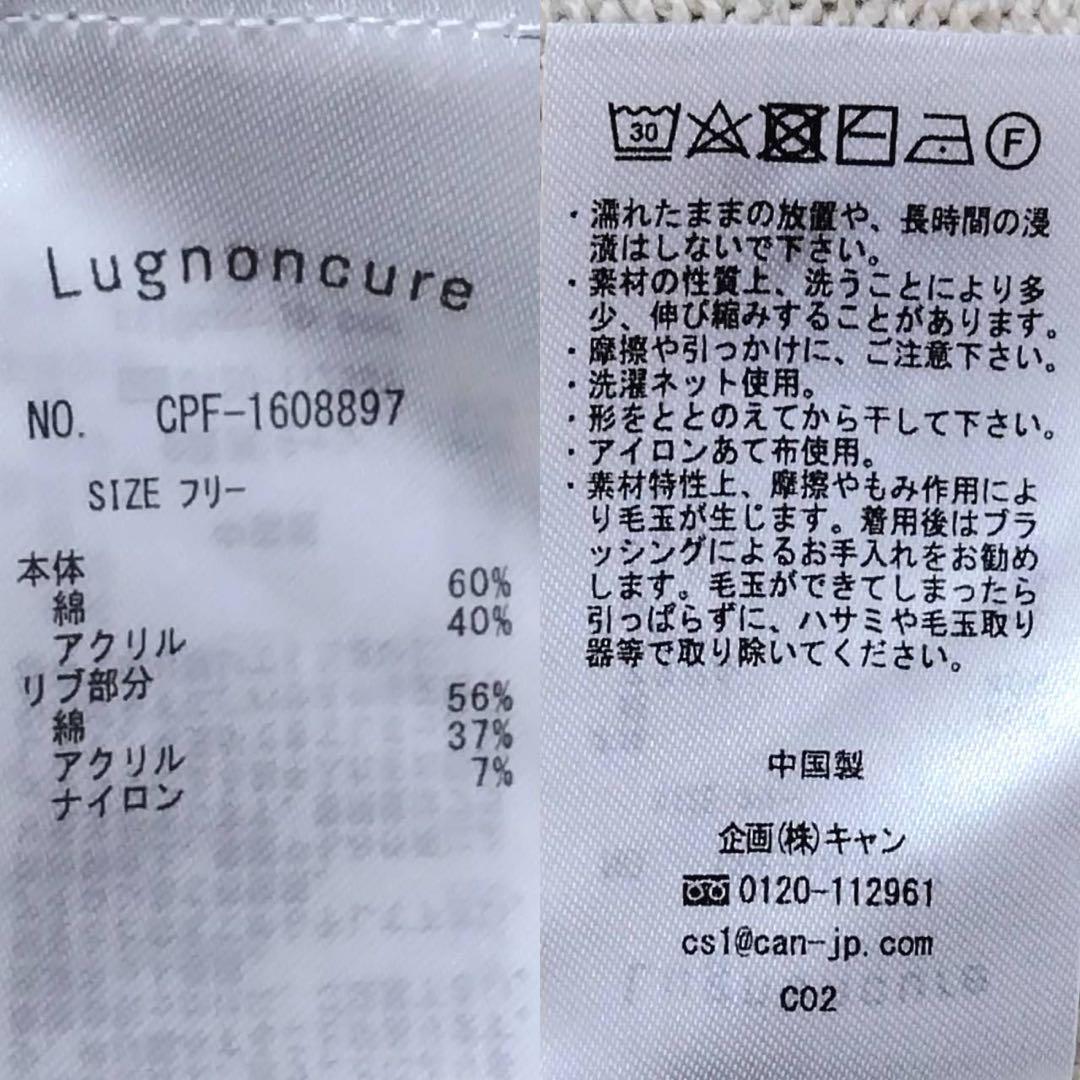 Lugnoncure
NO. CPF-1608897
SIZE フリー
本体
綿 60%
アクリル 40%
リブ部分
綿 56%
アクリル 37%
ナイロン 7%
30 F
・濡れたままの放置や、長時間の浸
漬はしないで下さい。
・素材の性質上、洗うことにより多
少、伸び縮みすることがあります。
・摩擦や引っかけに、ご注意下さい。
・洗濯ネット使用。
・形をととのえてから干して下さい。
・アイロンあて布使用。
・素材特性上、摩擦やもみ作用によ
り毛玉が生じます。着用後はブラ
ッシングによるお手入れをお勧め
します。毛玉ができてしまったら
引っぱらずに、ハサミや毛玉取り
器等で取り除いてください。
中国製
企画(株)キャン
0120-112961
cs1@can-jp.com
C02